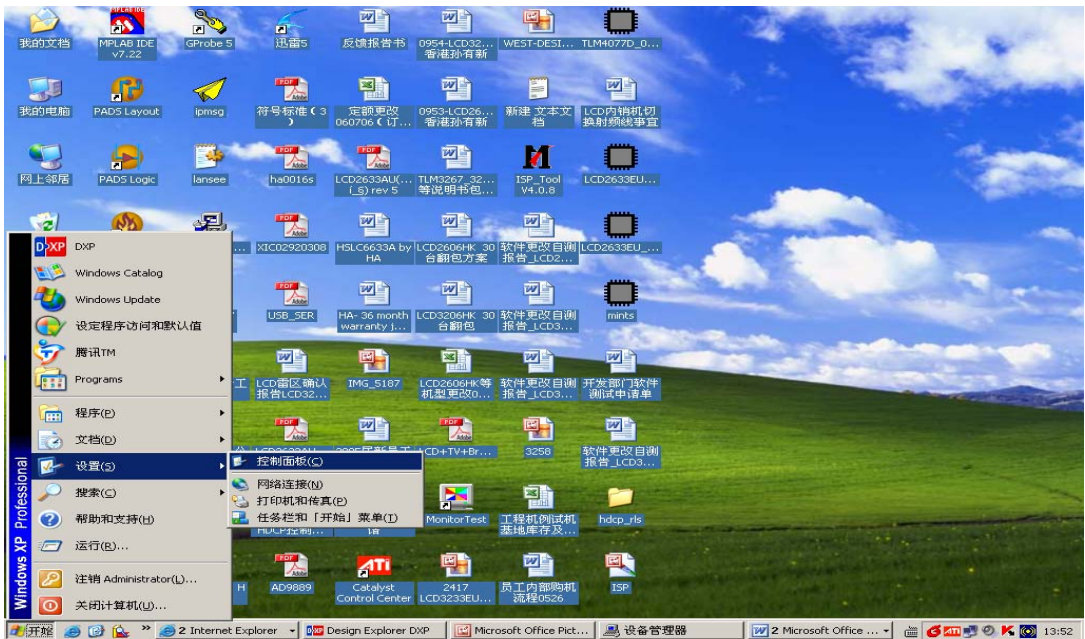 我的文档
MPLAB IDE
v7.22
GProbe 5
迅雷5
反馈报告书
0954-LCD32...
香港孙有新
WEST-DESI...
TLM4077D_0...
我的电脑
PADS Layout
ipmsg
符号标准(3
)
定额更改
060706(订...
0953-LCD26...
香港孙有新
新建 文本文
档
LCD内销机切
换射频线事宜
网上邻居
PADS Logic
lansee
ha0016s
LCD2633AU(...
(_G) rev 5
TLM3267_32...
等说明书包...
ISP_Tool
V4.0.8
LCD2633EU...
XIC02920308
HSLC6633A by
HA
LCD2606HK 30
台翻包方案
软件更改自测
报告_LCD2...
LCD2633EU_...
USB_SER
HA- 36 month
warranty j...
LCD3206HK 30
台翻包
软件更改自测
报告_LCD3...
mints
工
LCD雷区确认
报告LCD32...
IMG_5187
LCD2606HK等
机型更改0...
软件更改自测
报告_LCD3...
开发部门软件
测试申请单
CD+TV+Br...
3258
软件更改自测
报告_LCD3...
MonitorTest
工程机例试机
基地库存及...
hdcp_rls
H
AD9889
Catalyst
Control Center
2417
LCD3233EU...
员工内部购机
流程0526
ISP
Windows XP Professional
DXP
Windows Catalog
Windows Update
设定程序访问和默认值
腾讯TM
Programs
程序(P)
文档(D)
设置(S)
搜索(C)
帮助和支持(H)
运行(R)...
注销 Administrator(L)...
关闭计算机(U)...
控制面板(C)
网络连接(N)
打印机和传真(P)
任务栏和「开始」菜单(T)
开始
2 Internet Explorer
Design Explorer DXP
Microsoft Office Pict...
设备管理器
2 Microsoft Office ...
13:52